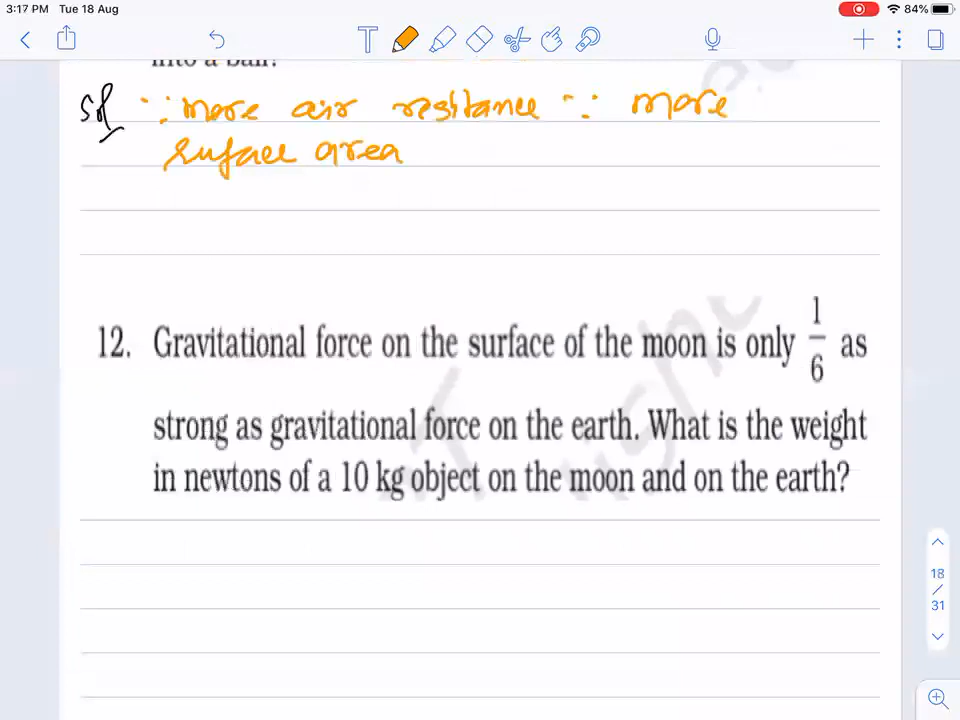 3:17 PM Tue 18 Aug
84%
into a ball?
Sol ∵ more air resistance ∵ more
surface area
12. Gravitational force on the surface of the moon is only 1/6 as
strong as gravitational force on the earth. What is the weight
in newtons of a 10 kg object on the moon and on the earth?
18
/
31